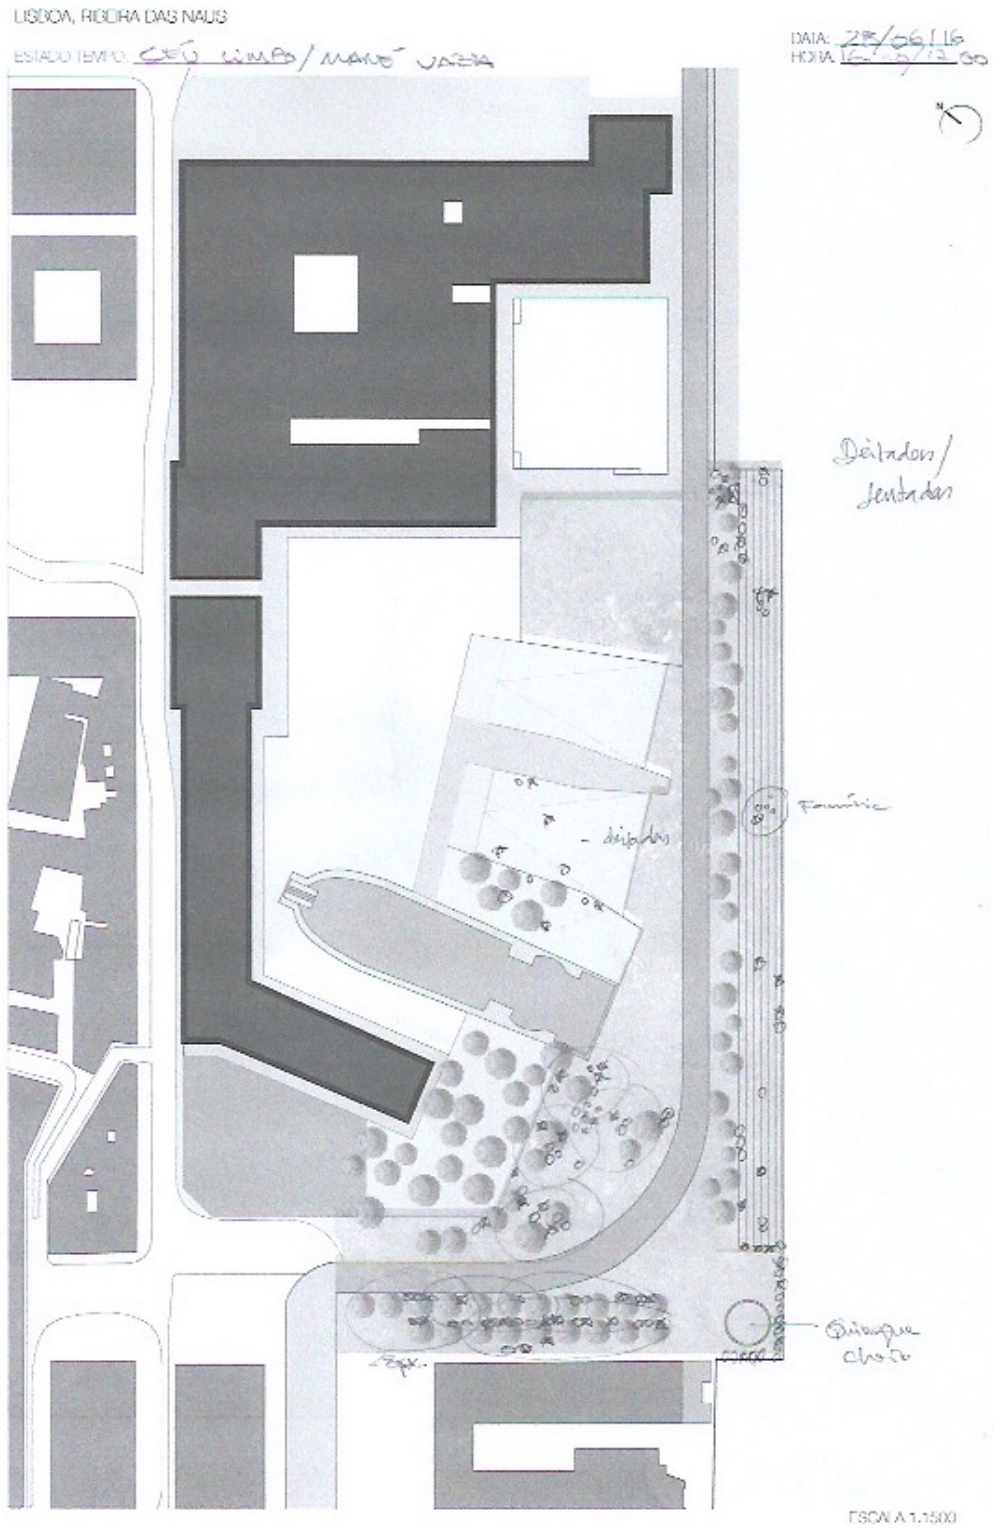 LISBOA, RIBEIRA DAS NAUS
ESTADO TEMPO: CÉU LIMPO / MARÉ VAZIA
DATA: 28/06/16
HORA:
N
Deitados/
Sentados
Família
- deitados
Quiosque
cheio
ESCALA 1.1500